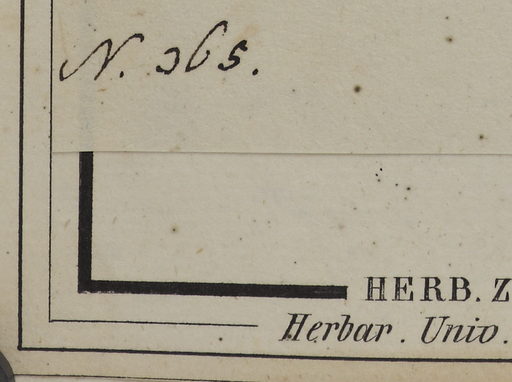 N. 365.
HERB. Z
Herbar. Univ.